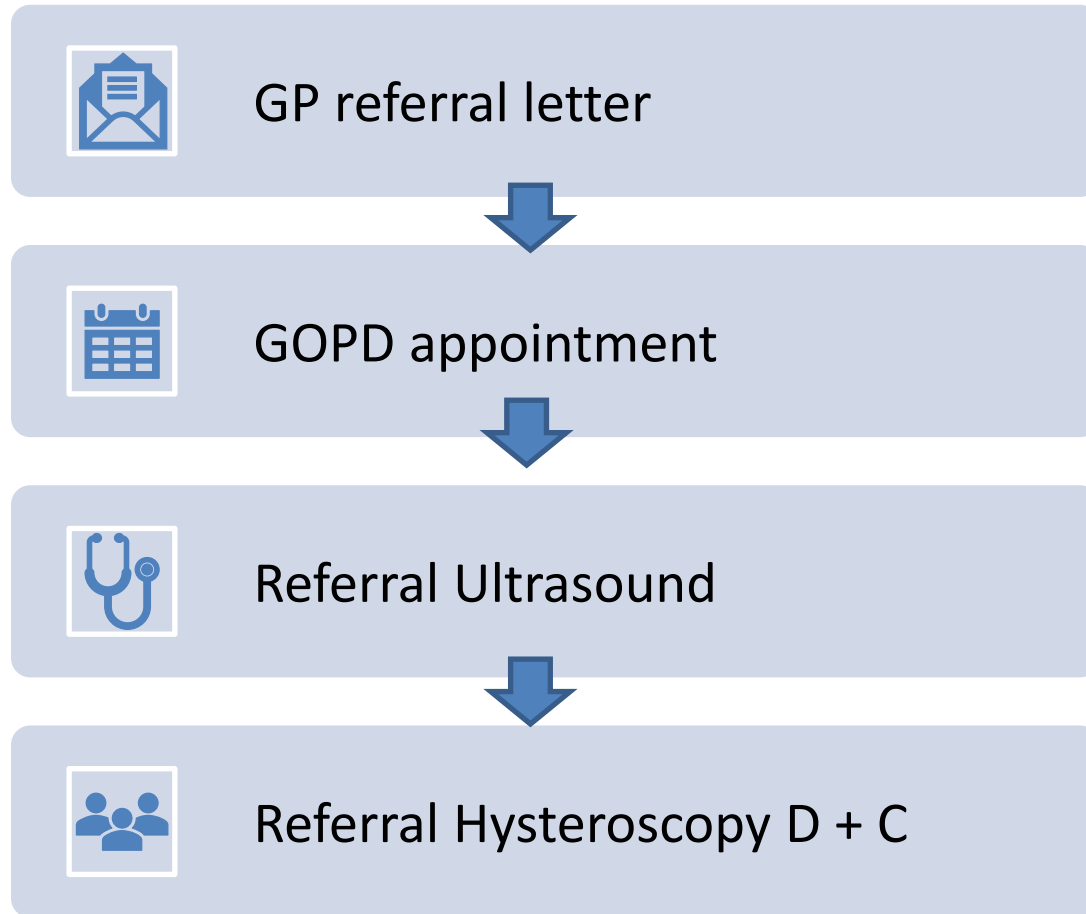 GP referral letter
GOPD appointment
Referral Ultrasound
Referral Hysteroscopy D + C